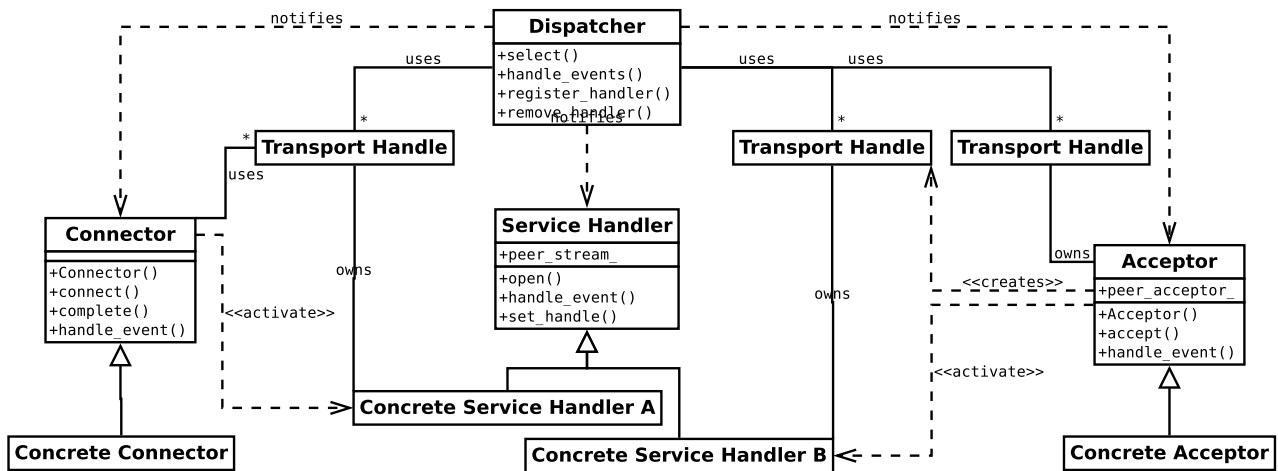 notifies
Dispatcher
notifies
+select()
+handle_events()
+register_handler()
+remove_handler()
notifies
uses
uses
uses
*
*
*
*
Transport Handle
Transport Handle
Transport Handle
uses
Connector
+Connector()
+connect()
+complete()
+handle_event()
Service Handler
+peer_stream_
+open()
+handle_event()
+set_handle()
owns
owns
owns
Acceptor
+peer_acceptor_
+Acceptor()
+accept()
+handle_event()
<<creates>>
<<activate>>
<<activate>>
Concrete Service Handler A
Concrete Connector
Concrete Service Handler B
Concrete Acceptor